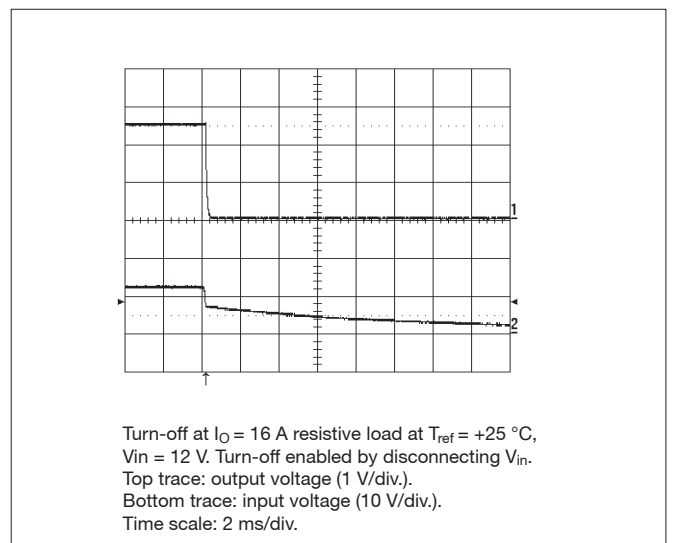 1
2
Turn-off at IO = 16 A resistive load at Tref = +25 °C,
Vin = 12 V. Turn-off enabled by disconnecting Vin.
Top trace: output voltage (1 V/div.).
Bottom trace: input voltage (10 V/div.).
Time scale: 2 ms/div.